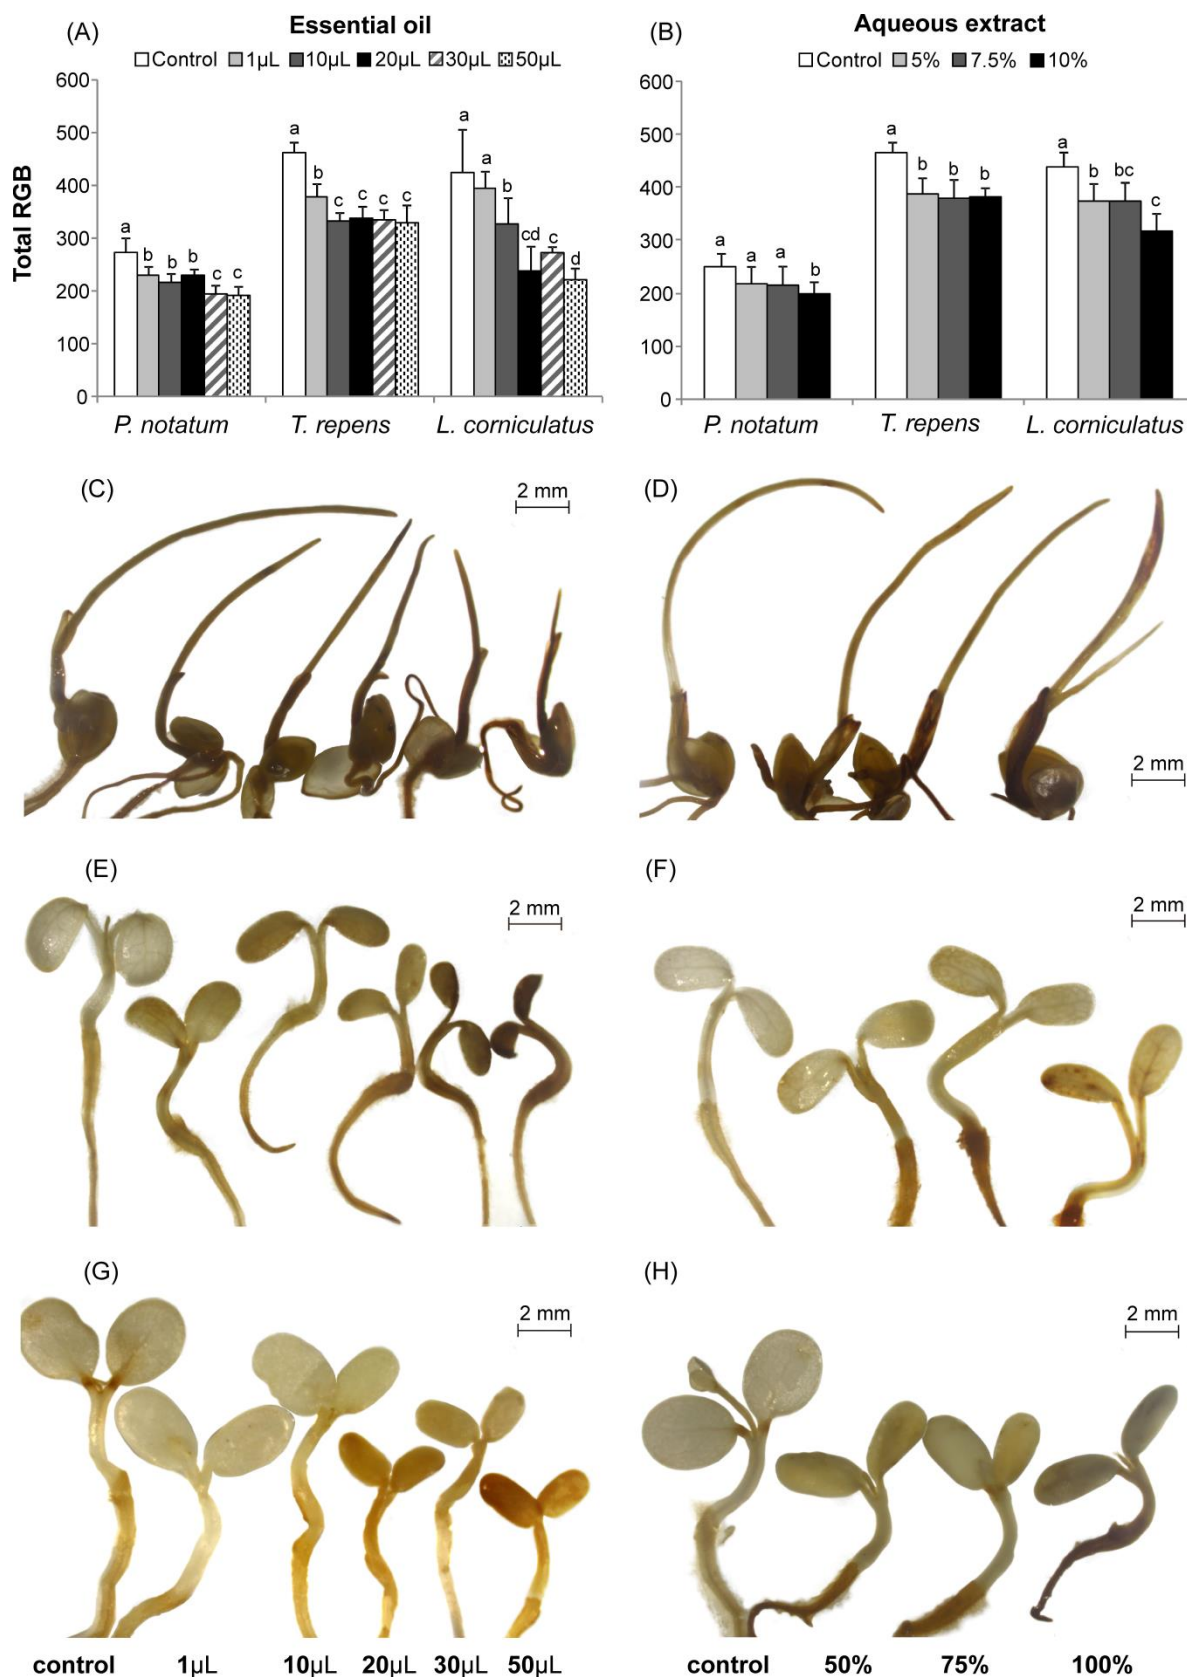 (A) Essential oil
Control 1µL 10µL 20µL 30µL 50µL
Total RGB
600
500
400
300
200
100
0
a b b b c c
a b c c c c
a a b cd c d
P. notatum T. repens L. corniculatus
(B) Aqueous extract
Control 5% 7.5% 10%
600
500
400
300
200
100
0
a a a b
a b b b
a b bc c
P. notatum T. repens L. corniculatus
(C) 2 mm
(D) 2 mm
(E) 2 mm
(F) 2 mm
(G) 2 mm
(H) 2 mm
control 1µL 10µL 20µL 30µL 50µL
control 50% 75% 100%